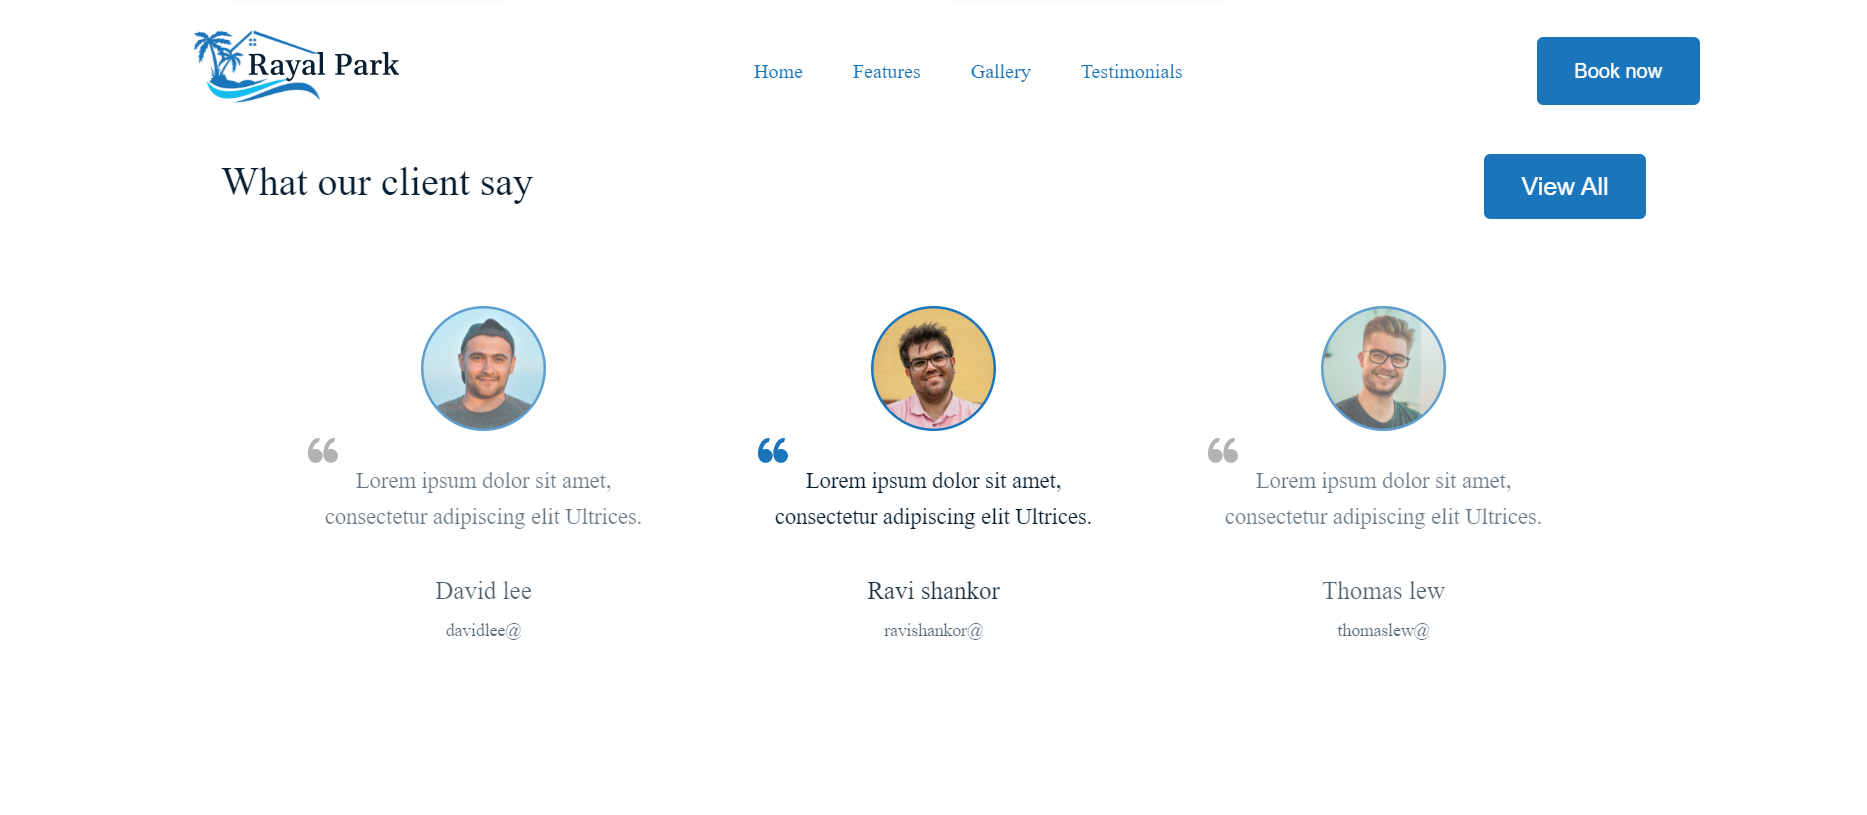 Rayal Park
Home Features Gallery Testimonials
Book now
What our client say
View All
“
Lorem ipsum dolor sit amet,
consectetur adipiscing elit Ultrices.
David lee
davidlee@
“
Lorem ipsum dolor sit amet,
consectetur adipiscing elit Ultrices.
Ravi shankor
ravishankor@
“
Lorem ipsum dolor sit amet,
consectetur adipiscing elit Ultrices.
Thomas lew
thomaslew@